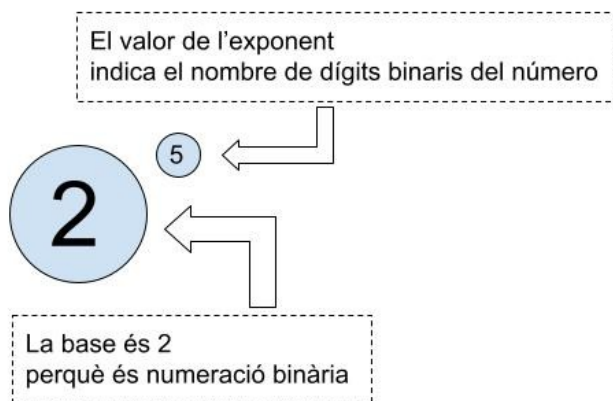 El valor de l’exponent
indica el nombre de dígits binaris del número
5
2
La base és 2
perquè és numeració binària